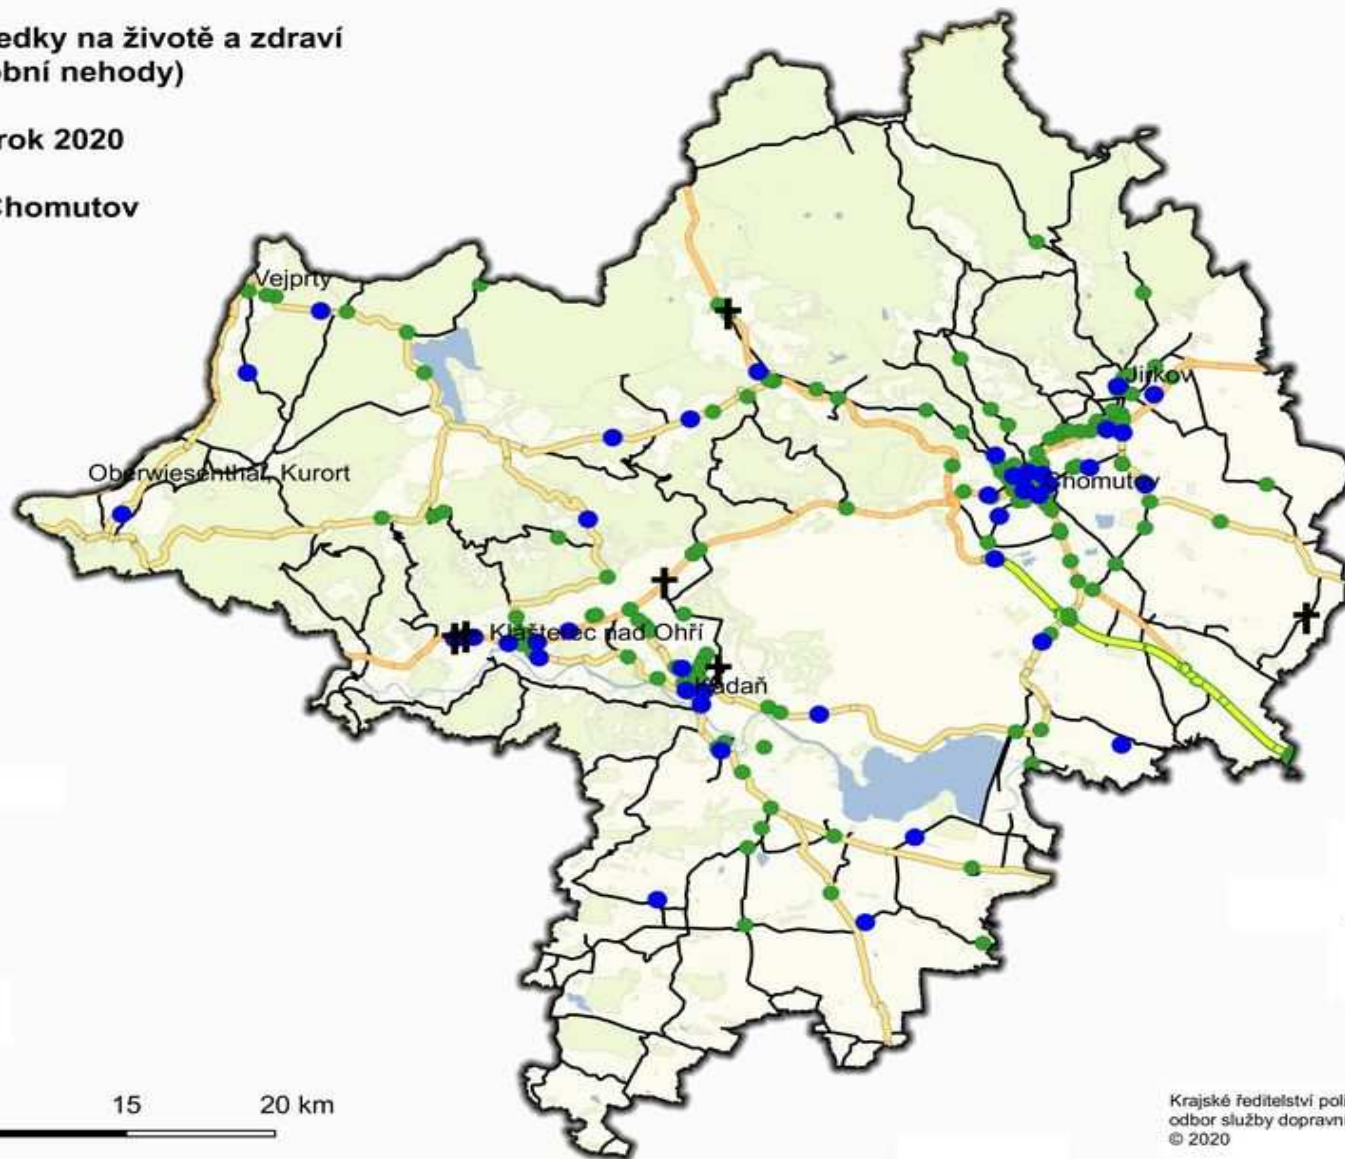 edky na životě a zdraví
obní nehody)
rok 2020
Chomutov
Vejprty
Jirkov
Oberwiesenthal, Kurort
Chomutov
Klášterec nad Ohří
Kadaň
15 20 km
Krajské ředitelství poli
odbor služby dopravní
© 2020